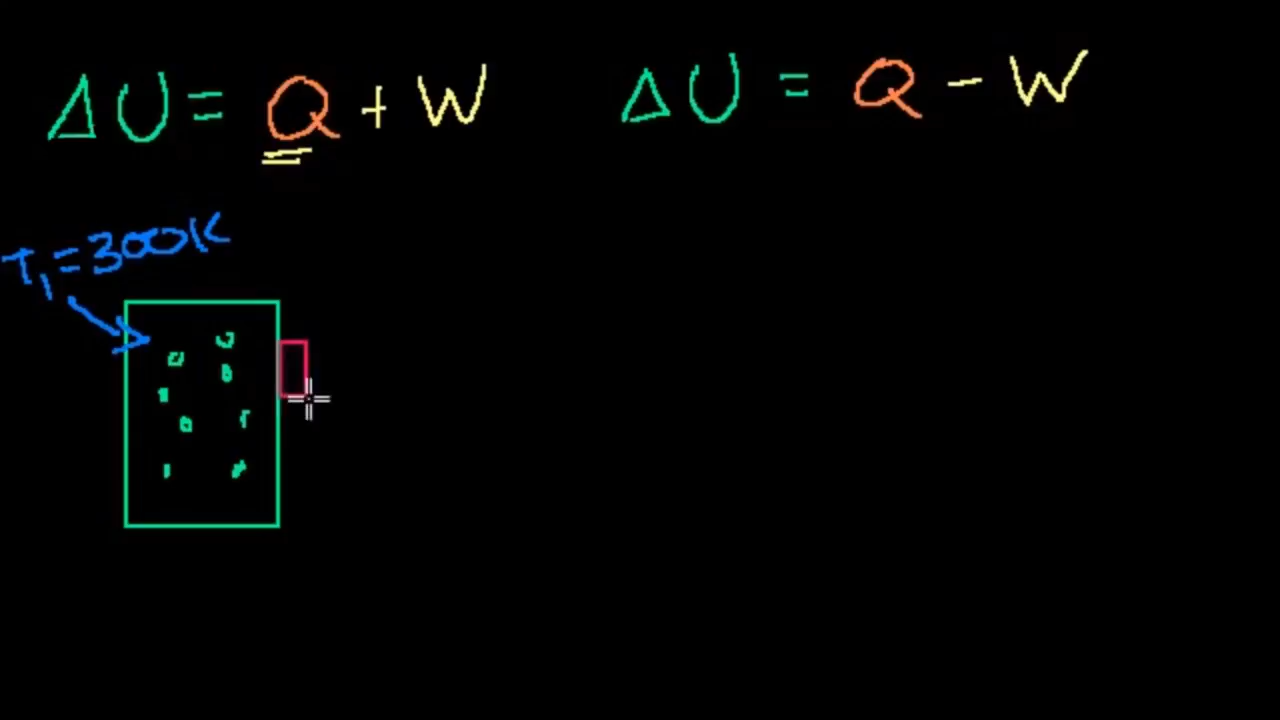 ΔU = Q + W
ΔU = Q - W
T₁ = 300K